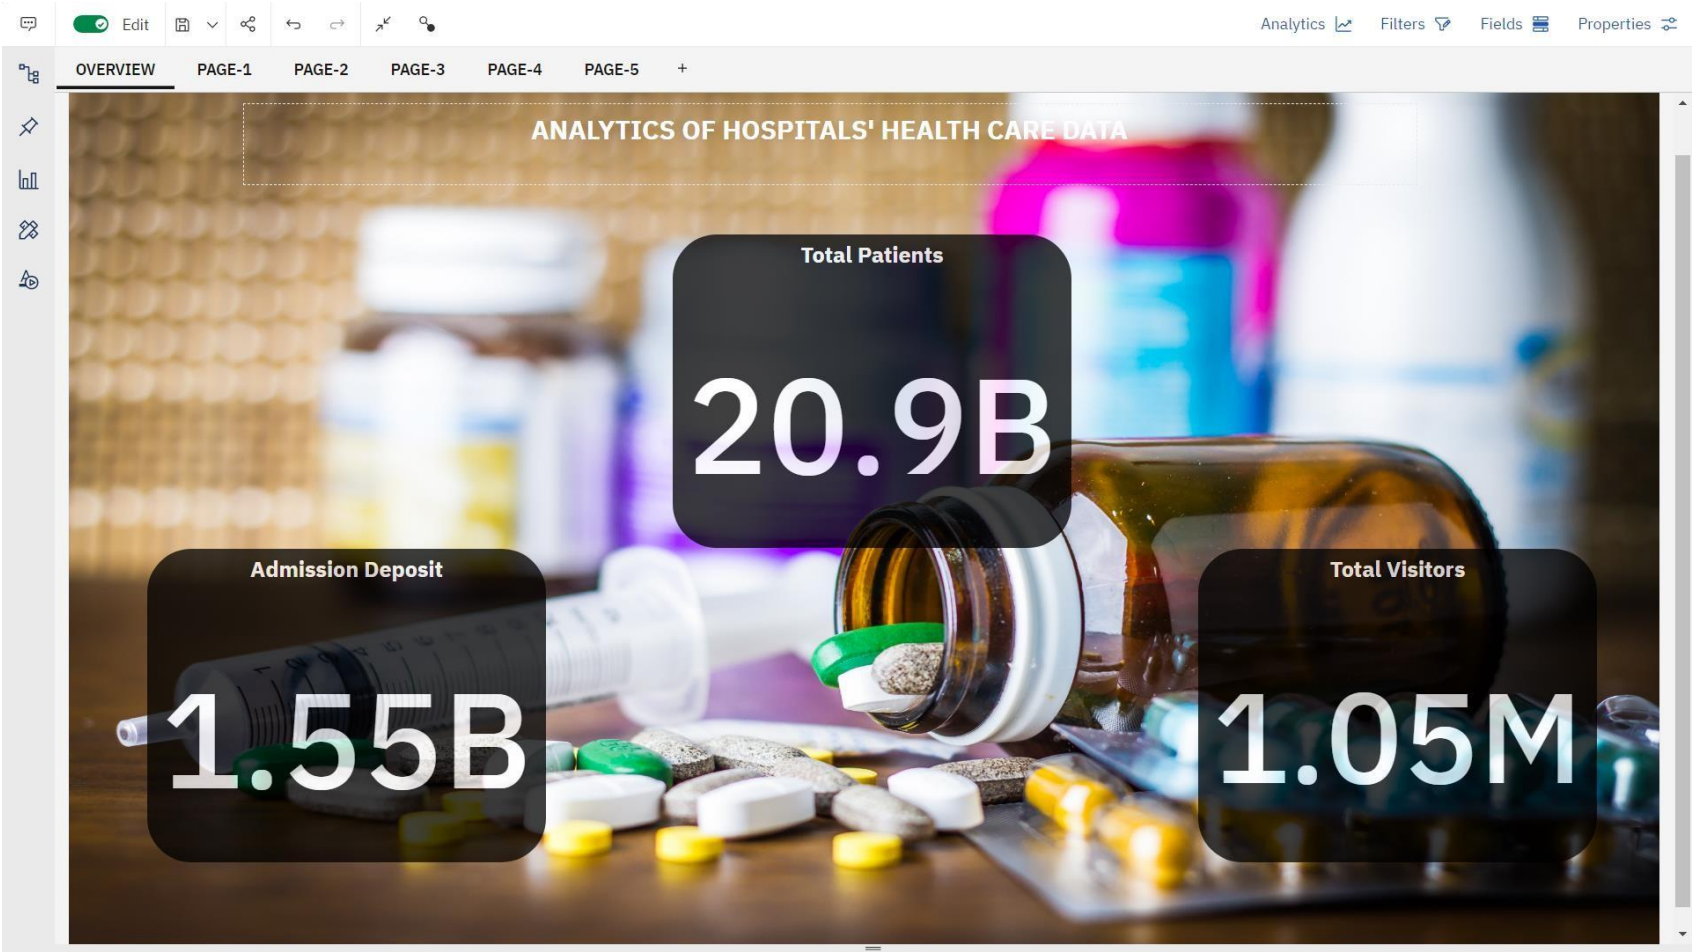 Edit
Analytics
Filters
Fields
Properties
OVERVIEW PAGE-1 PAGE-2 PAGE-3 PAGE-4 PAGE-5 +
ANALYTICS OF HOSPITALS' HEALTH CARE DATA
Total Patients
20.9B
Admission Deposit
1.55B
Total Visitors
1.05M